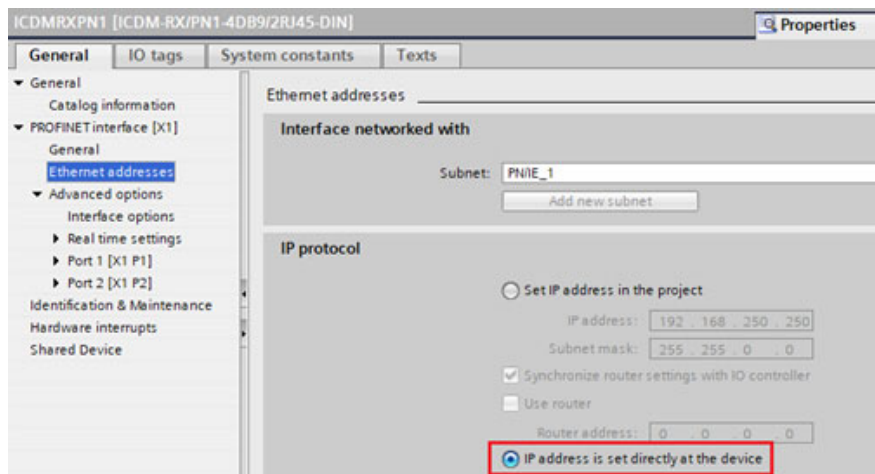 ICDMRXPN1 [ICDM-RX/PN1-4DB9/2RJ45-DIN]
Properties
General IO tags System constants Texts
General
Catalog information
PROFINET interface [X1]
General
Ethernet addresses
Advanced options
Interface options
Real time settings
Port 1 [X1 P1]
Port 2 [X1 P2]
Identification & Maintenance
Hardware interrupts
Shared Device
Ethernet addresses
Interface networked with
Subnet: PN/IE_1
Add new subnet
IP protocol
Set IP address in the project
IP address: 192 . 168 . 250 . 250
Subnet mask: 255 . 255 . 0 . 0
Synchronize router settings with IO controller
Use router
Router address: 0 . 0 . 0 . 0
IP address is set directly at the device